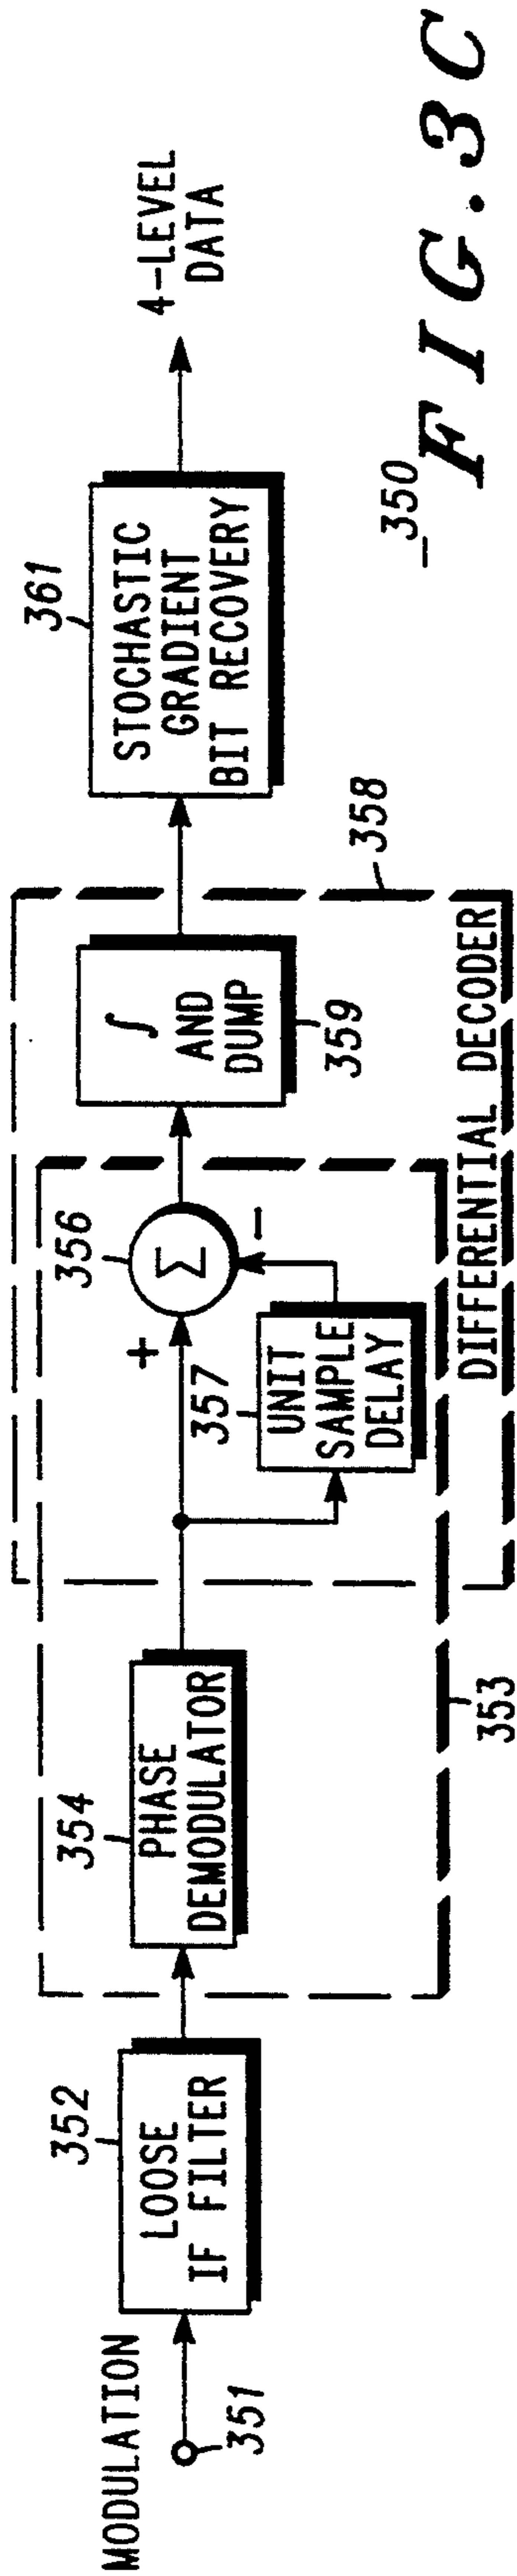 MODULATION
351
352
LOOSE
IF FILTER
354
PHASE
DEMODULATOR
353
+
356
Σ
−
357
UNIT
SAMPLE
DELAY
DIFFERENTIAL DECODER
358
∫
AND
DUMP
359
361
STOCHASTIC
GRADIENT
BIT RECOVERY
4-LEVEL
DATA
350
FIG. 3C